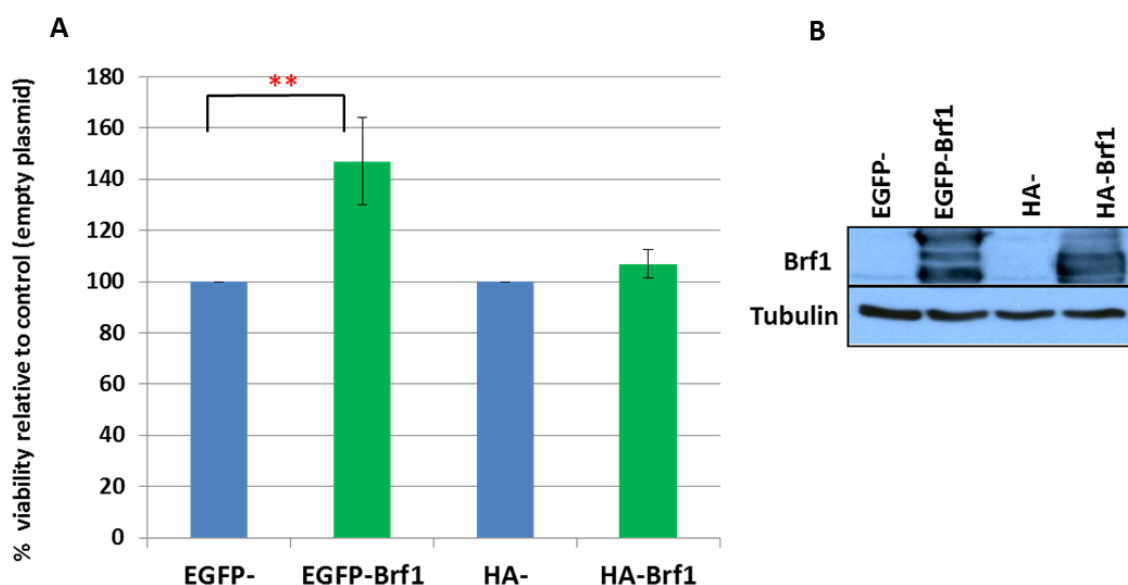 A
% viability relative to control (empty plasmid)
180
160
140
120
100
80
60
40
20
0
**
EGFP-
EGFP-Brf1
HA-
HA-Brf1
B
EGFP-
EGFP-Brf1
HA-
HA-Brf1
Brf1
Tubulin